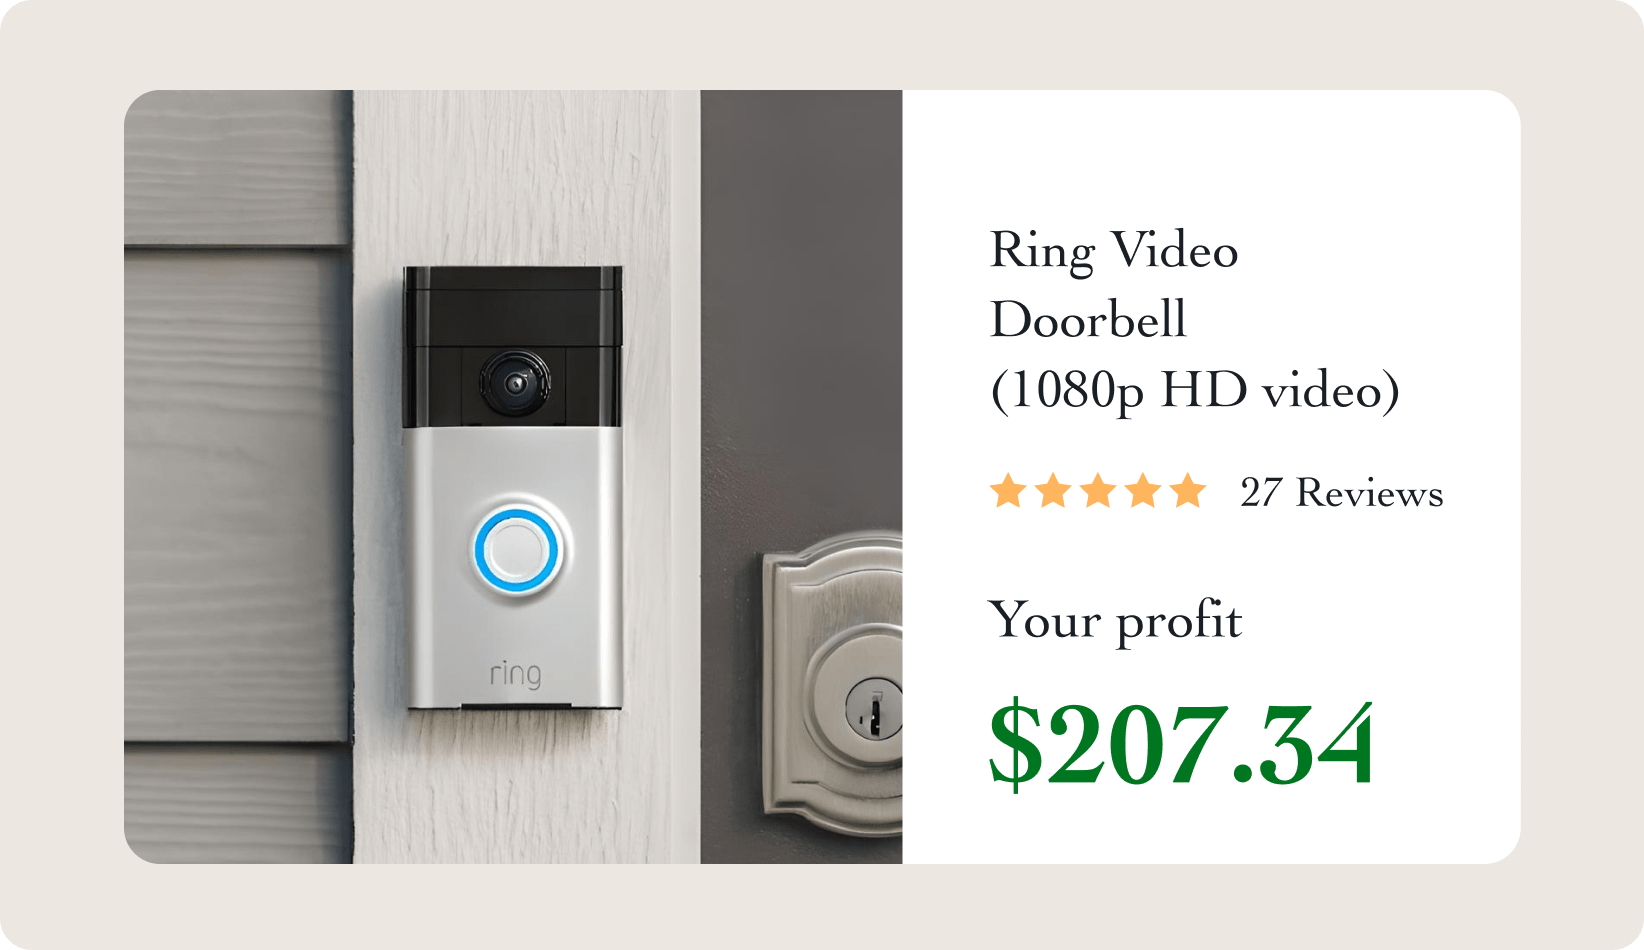 ring
Ring Video
Doorbell
(1080p HD video)
27 Reviews
Your profit
$207.34